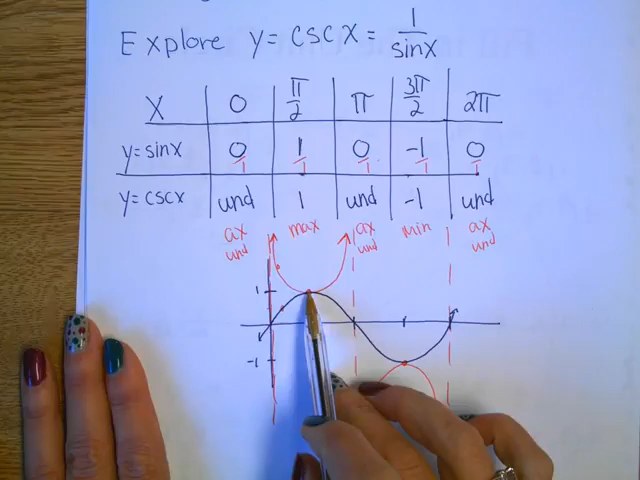 Explore y = csc x = 1/sinx
X 0 π/2 π 3π/2 2π
y=sinx 0/1 1/1 0/1 -1/1 0/1
y=cscx und 1 und -1 und
ax max ax min ax
und und und
1
-1